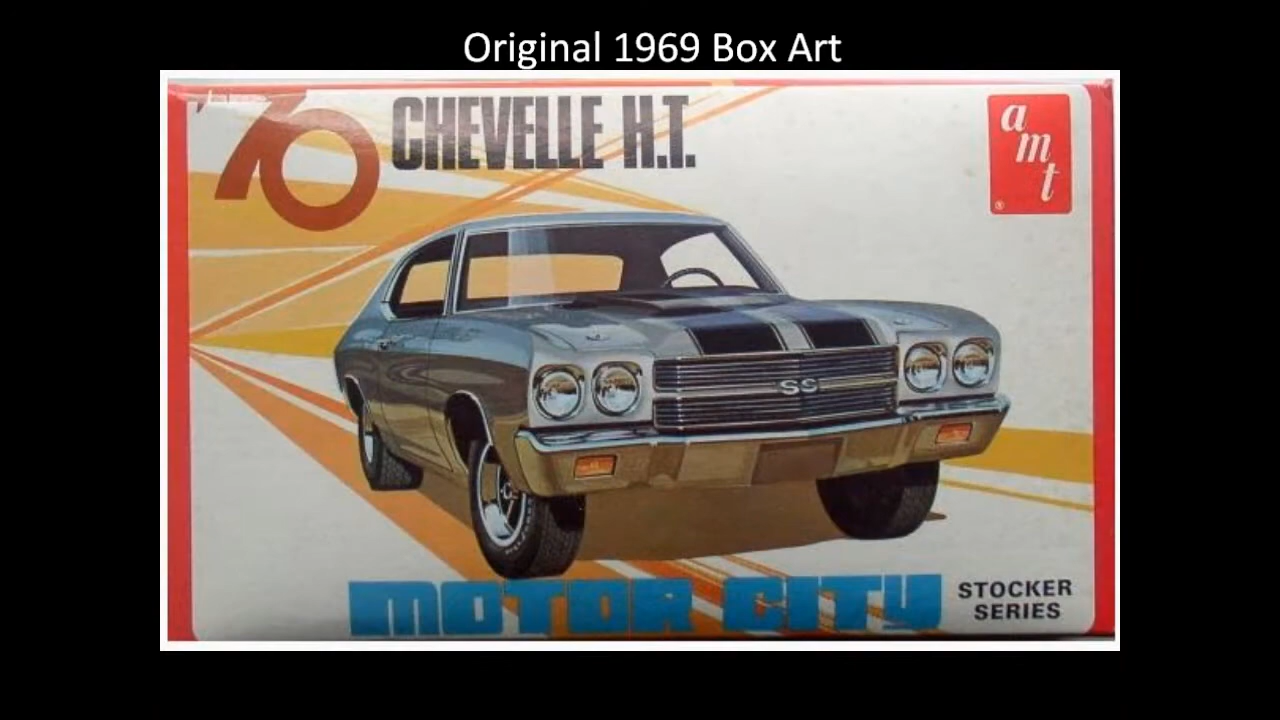 Original 1969 Box Art
'70 CHEVELLE H.T.
amt
SS
MOTOR CITY
STOCKER
SERIES